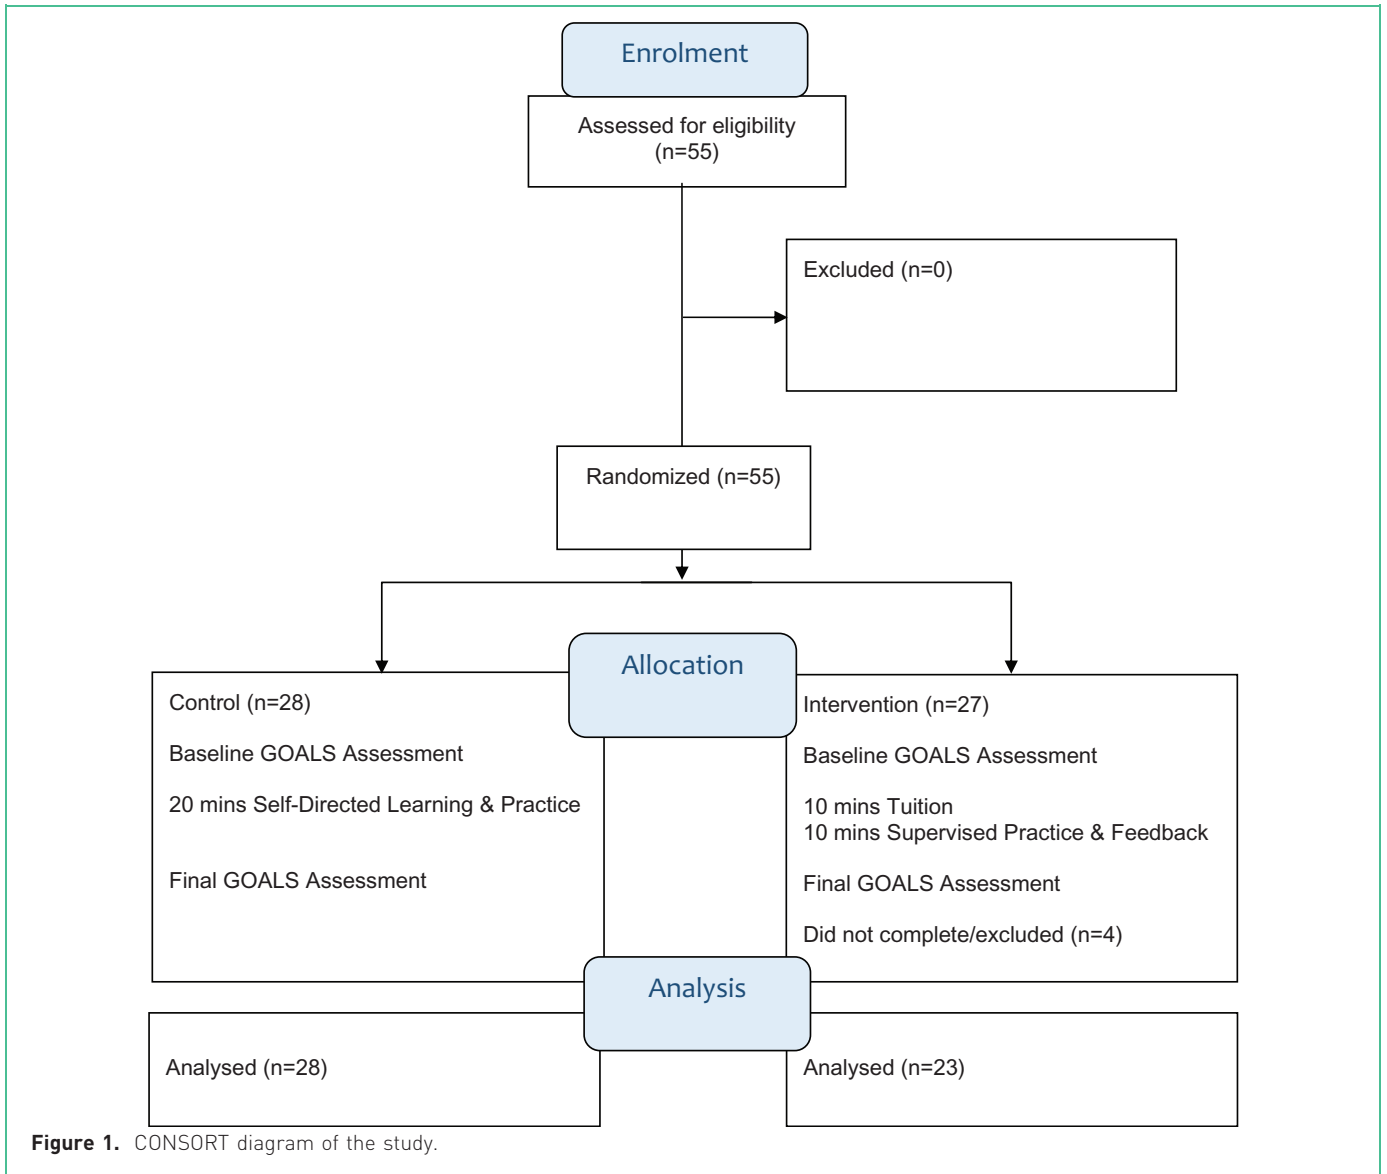 Enrolment
Assessed for eligibility
(n=55)
Excluded (n=0)
Randomized (n=55)
Allocation
Control (n=28)
Baseline GOALS Assessment
20 mins Self-Directed Learning & Practice
Final GOALS Assessment
Intervention (n=27)
Baseline GOALS Assessment
10 mins Tuition
10 mins Supervised Practice & Feedback
Final GOALS Assessment
Did not complete/excluded (n=4)
Analysis
Analysed (n=28)
Analysed (n=23)
Figure 1. CONSORT diagram of the study.